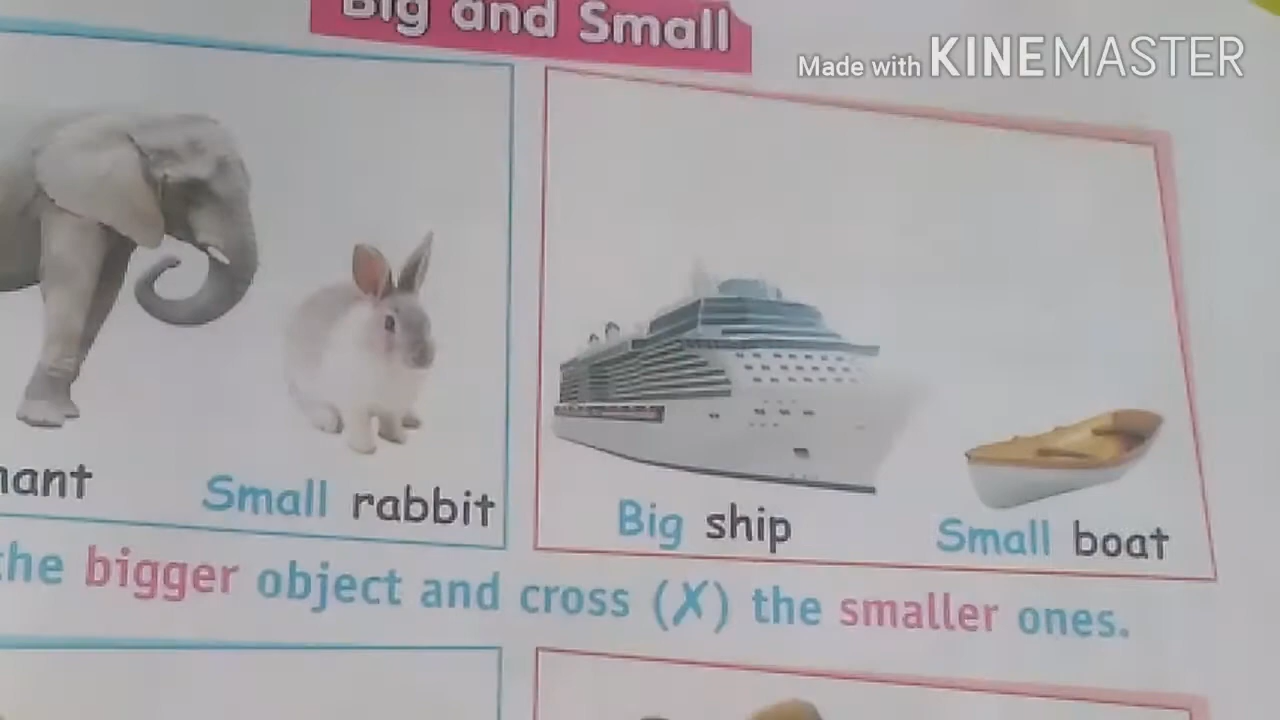 Big and Small
Made with KINEMASTER
Small rabbit
Big ship
Small boat
the bigger object and cross (X) the smaller ones.